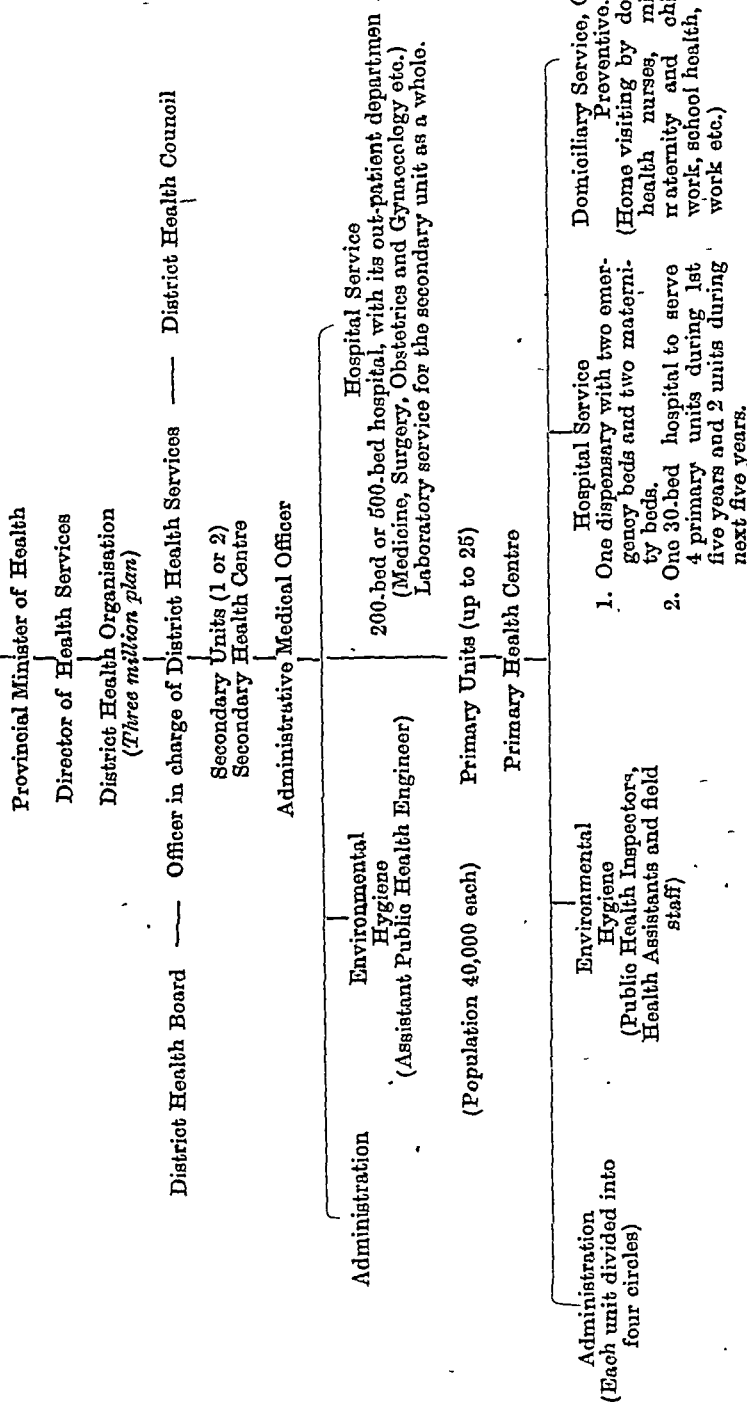 Provincial Minister of Health
Director of Health Services
District Health Organisation
(Three million plan)
District Health Board — Officer in charge of District Health Services — District Health Council
Secondary Units (1 or 2)
Secondary Health Centre
Administrative Medical Officer
Administration
Environmental
Hygiene
(Assistant Public Health Engineer)
Hospital Service
200-bed or 500-bed hospital, with its out-patient departmen
(Medicine, Surgery, Obstetrics and Gynaecology etc.)
Laboratory service for the secondary unit as a whole.
(Population 40,000 each)
Primary Units (up to 25)
Primary Health Centre
Administration
(Each unit divided into
four circles)
Environmental
Hygiene
(Public Health Inspectors,
Health Assistants and field
staff)
Hospital Service
1. One dispensary with two emer-
gency beds and two materni-
ty beds.
2. One 30-bed hospital to serve
4 primary units during 1st
five years and 2 units during
next five years.
Domiciliary Service,
Preventive.
(Home visiting by do
health nurses, mi
maternity and chi
work, school health,
work etc.)